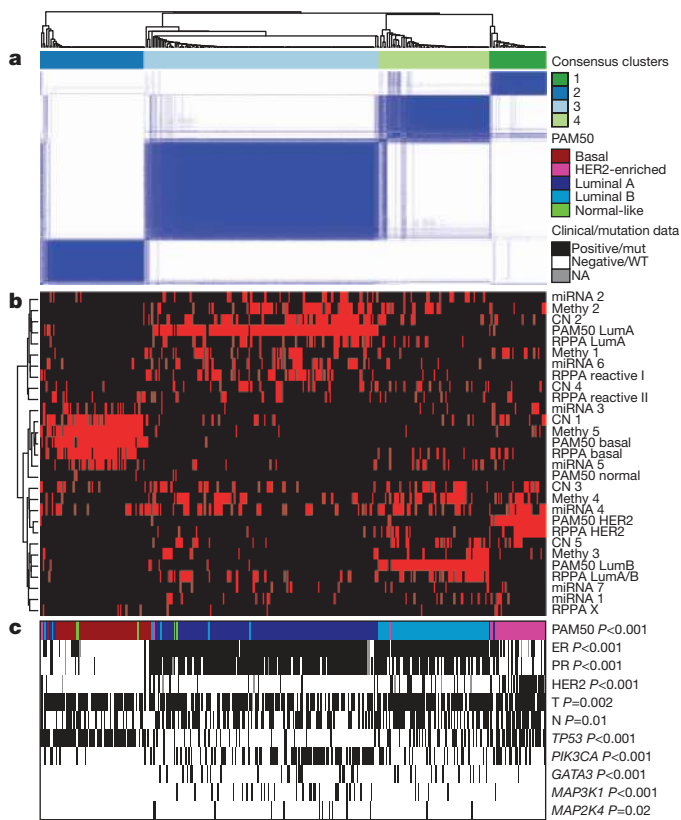 a
Consensus clusters
1
2
3
4
PAM50
Basal
HER2-enriched
Luminal A
Luminal B
Normal-like
Clinical/mutation data
Positive/mut
Negative/WT
NA
b
miRNA 2
Methy 2
CN 2
PAM50 LumA
RPPA LumA
Methy 1
miRNA 6
RPPA reactive I
CN 4
RPPA reactive II
miRNA 3
CN 1
Methy 5
PAM50 basal
RPPA basal
miRNA 5
PAM50 normal
CN 3
Methy 4
miRNA 4
PAM50 HER2
RPPA HER2
CN 5
Methy 3
PAM50 LumB
RPPA LumA/B
miRNA 7
miRNA 1
RPPA X
c
PAM50 P<0.001
ER P<0.001
PR P<0.001
HER2 P<0.001
T P=0.002
N P=0.01
TP53 P<0.001
PIK3CA P<0.001
GATA3 P<0.001
MAP3K1 P<0.001
MAP2K4 P=0.02